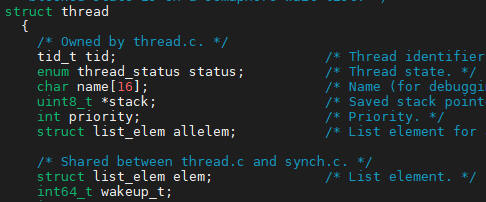 struct thread
{
/* Owned by thread.c. */
tid_t tid; /* Thread identifier
enum thread_status status; /* Thread state. */
char name[16]; /* Name (for debuggi
uint8_t *stack; /* Saved stack point
int priority; /* Priority. */
struct list_elem allelem; /* List element for
/* Shared between thread.c and synch.c. */
struct list_elem elem; /* List element. */
int64_t wakeup_t;